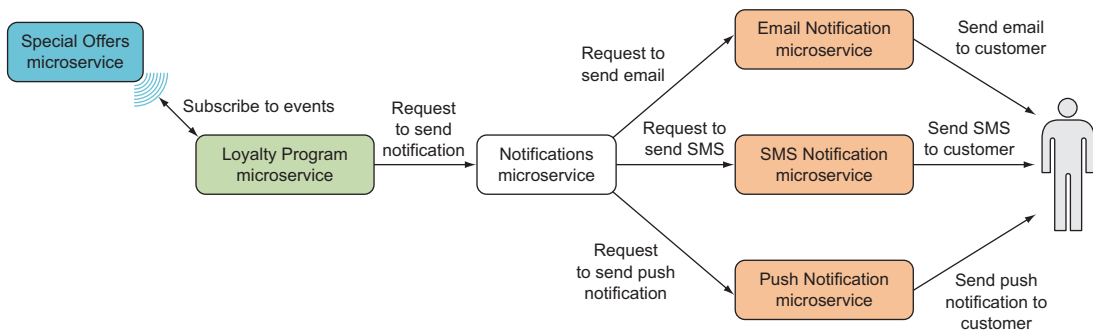 Special Offers
microservice
Subscribe to events
Loyalty Program
microservice
Request
to send
notification
Notifications
microservice
Request to
send email
Email Notification
microservice
Send email
to customer
Request to
send SMS
SMS Notification
microservice
Send SMS
to customer
Request
to send push
notification
Push Notification
microservice
Send push
notification to
customer